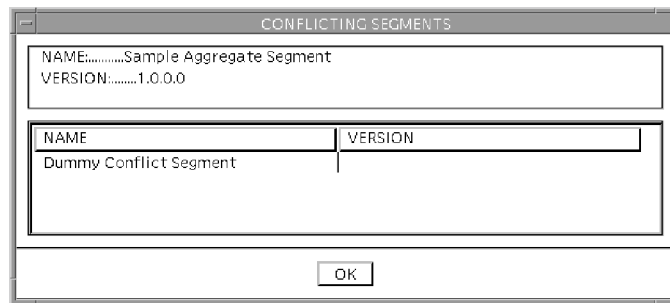 CONFLICTING SEGMENTS
NAME:...........Sample Aggregate Segment
VERSION:........1.0.0.0
NAME VERSION
Dummy Conflict Segment
OK